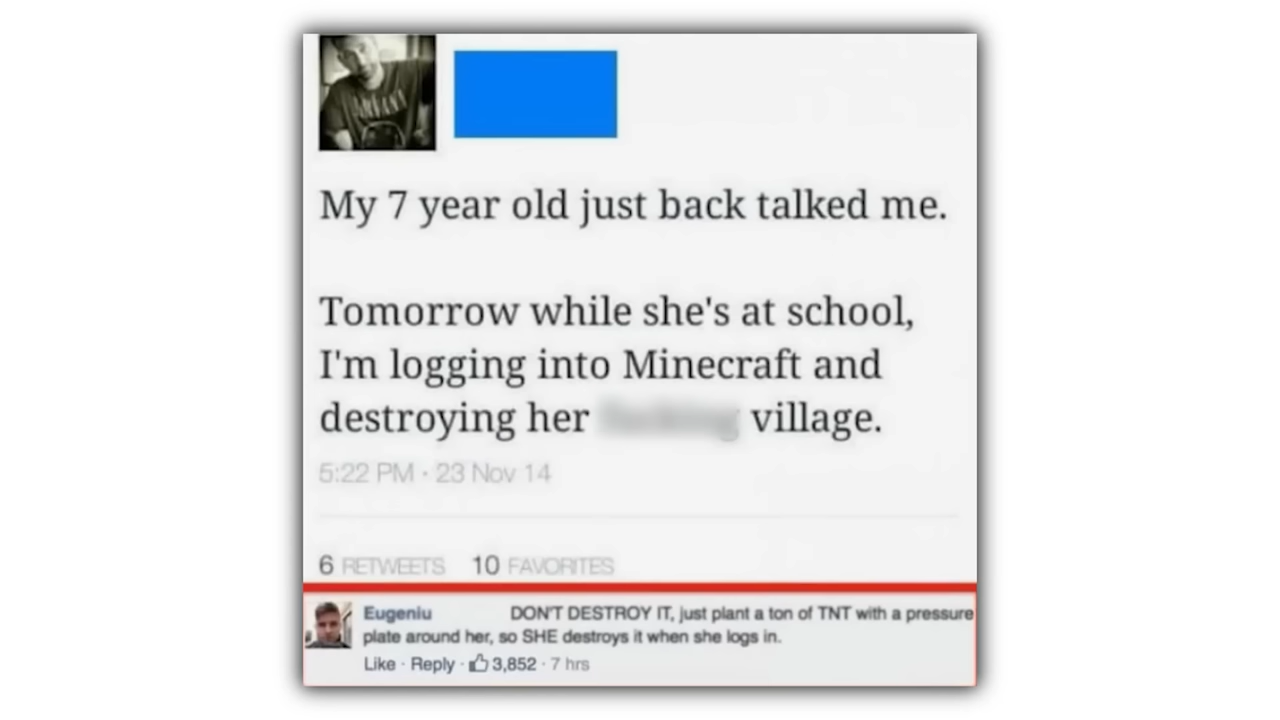 My 7 year old just back talked me.
Tomorrow while she's at school,
I'm logging into Minecraft and
destroying her village.
5:22 PM · 23 Nov 14
6 RETWEETS 10 FAVORITES
Eugeniu DON'T DESTROY IT, just plant a ton of TNT with a pressure
plate around her, so SHE destroys it when she logs in.
Like · Reply · 3,852 · 7 hrs